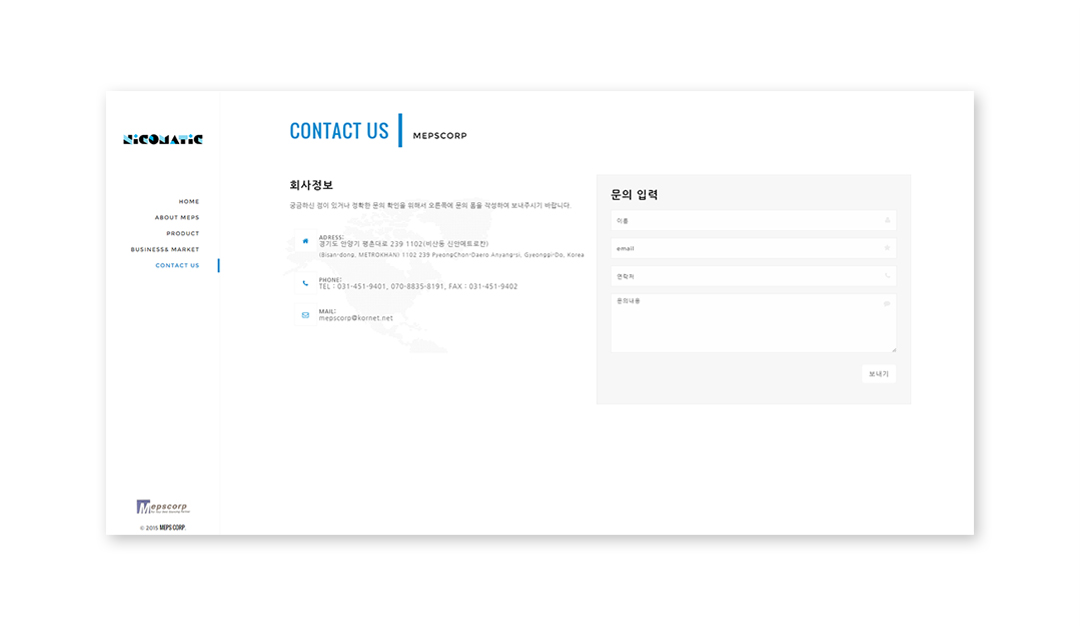 NiCOMATiC
HOME
ABOUT MEPS
PRODUCT
BUSINESS& MARKET
CONTACT US
CONTACT US
MEPSCORP
회사정보
궁금하신 점이 있거나 정확한 문의 확인을 위해서 오른쪽에 문의 폼을 작성하여 보내주시기 바랍니다.
ADRESS:
경기도 안양기 평촌대로 239 1102(비산동 신안메트로칸)
(Bisan-dong, METROKHAN) 1102 239 PyeongChon-Daero Anyang-si, Gyeonggi-Do, Korea
PHONE:
TEL : 031-451-9401, 070-8835-8191, FAX : 031-451-9402
MAIL:
mepscorp@kornet.net
문의 입력
이름
email
연락처
문의내용
보내기
Mepscorp
© 2015 MEPS CORP.